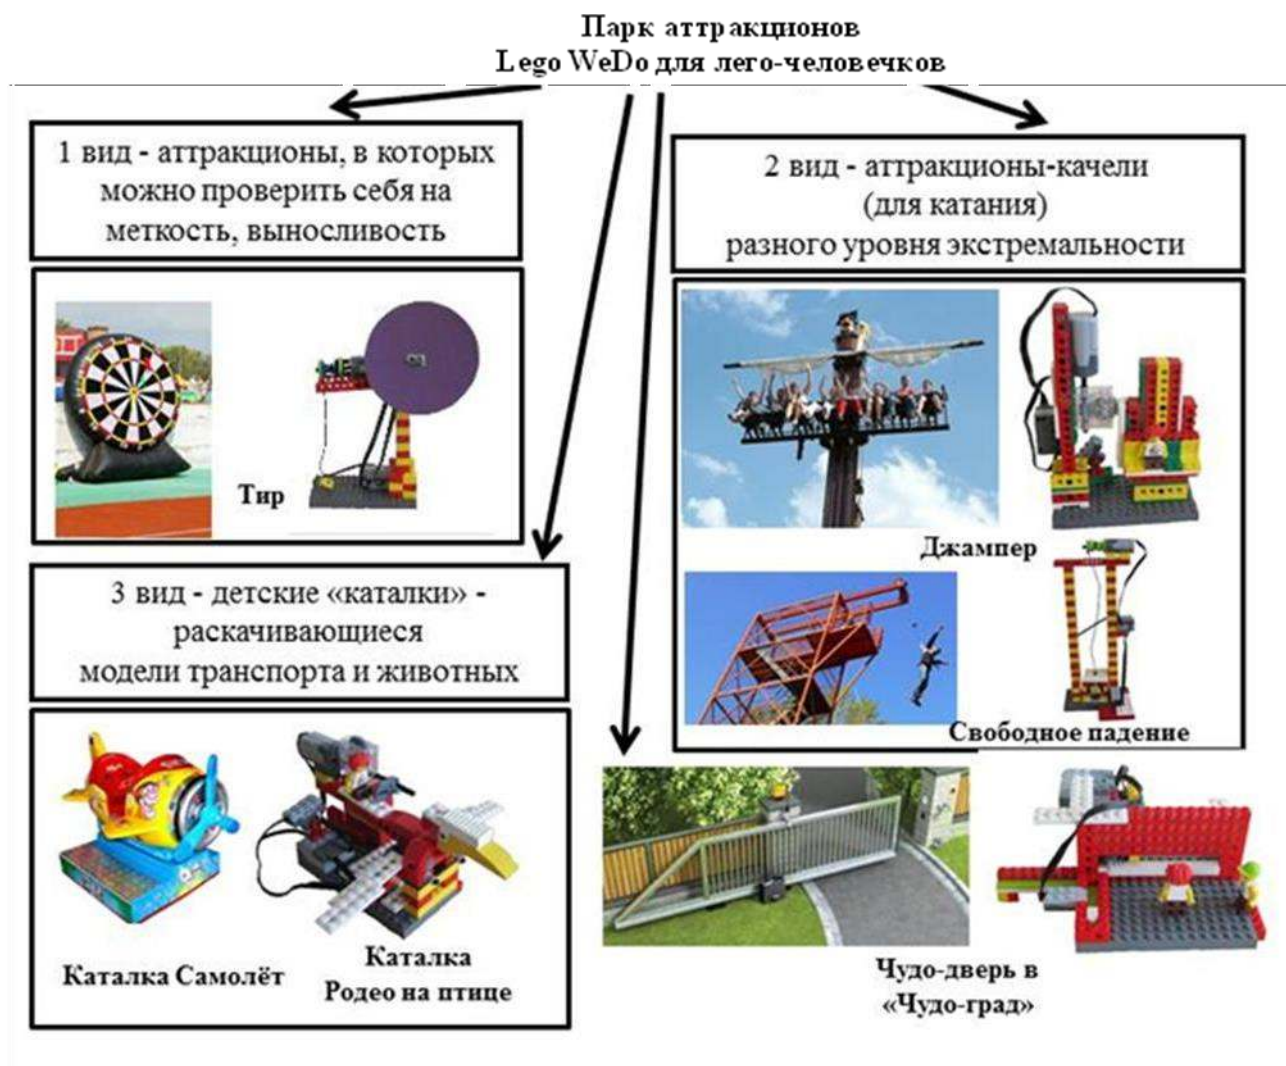 Парк аттракционов
Lego WeDo для лего-человечков
1 вид - аттракционы, в которых
можно проверить себя на
меткость, выносливость
Тир
2 вид - аттракционы-качели
(для катания)
разного уровня экстремальности
Джампер
Свободное падение
3 вид - детские «каталки» -
раскачивающиеся
модели транспорта и животных
Каталка Самолёт
Каталка
Родео на птице
Чудо-дверь в
«Чудо-град»